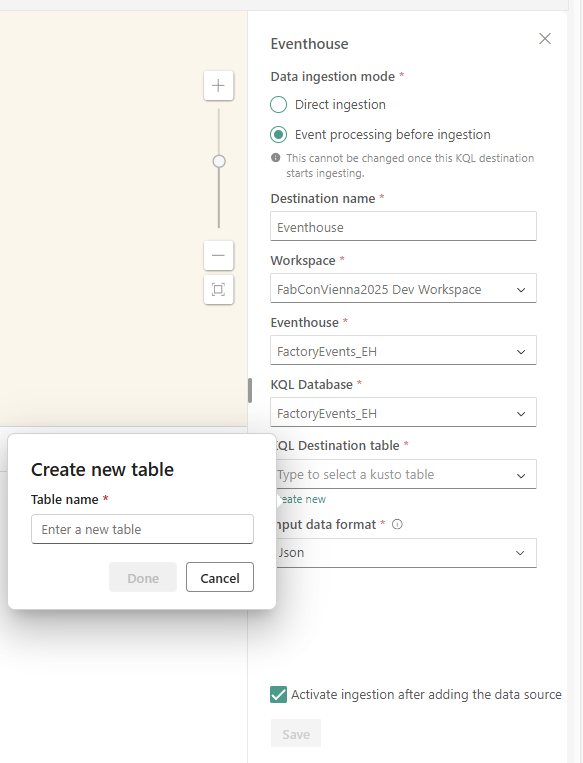 Eventhouse
Data ingestion mode *
Direct ingestion
Event processing before ingestion
This cannot be changed once this KQL destination
starts ingesting.
Destination name *
Eventhouse
Workspace *
FabConVienna2025 Dev Workspace
Eventhouse *
FactoryEvents_EH
KQL Database *
FactoryEvents_EH
QL Destination table *
Type to select a kusto table
eate new
nput data format *
Json
Create new table
Table name *
Enter a new table
Done
Cancel
Activate ingestion after adding the data source
Save